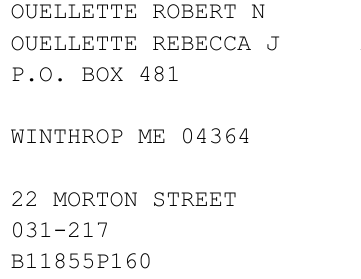 OUELLETTE ROBERT N
OUELLETTE REBECCA J
P.O. BOX 481
WINTHROP ME 04364
22 MORTON STREET
031-217
B11855P160